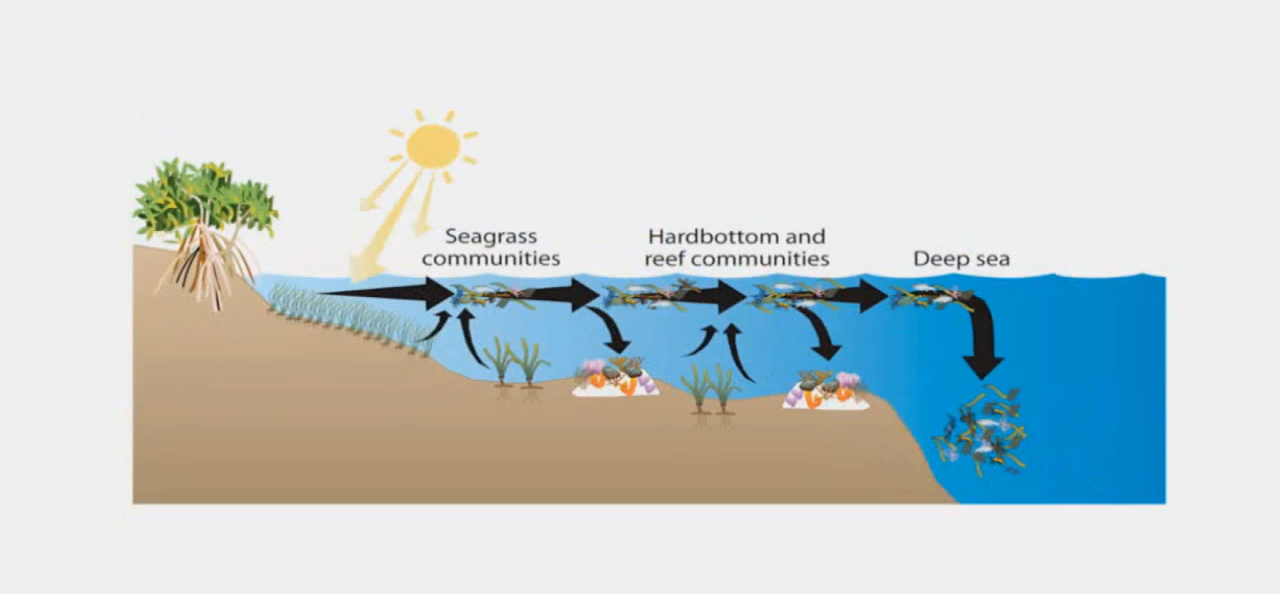 Seagrass
communities
Hardbottom and
reef communities
Deep sea